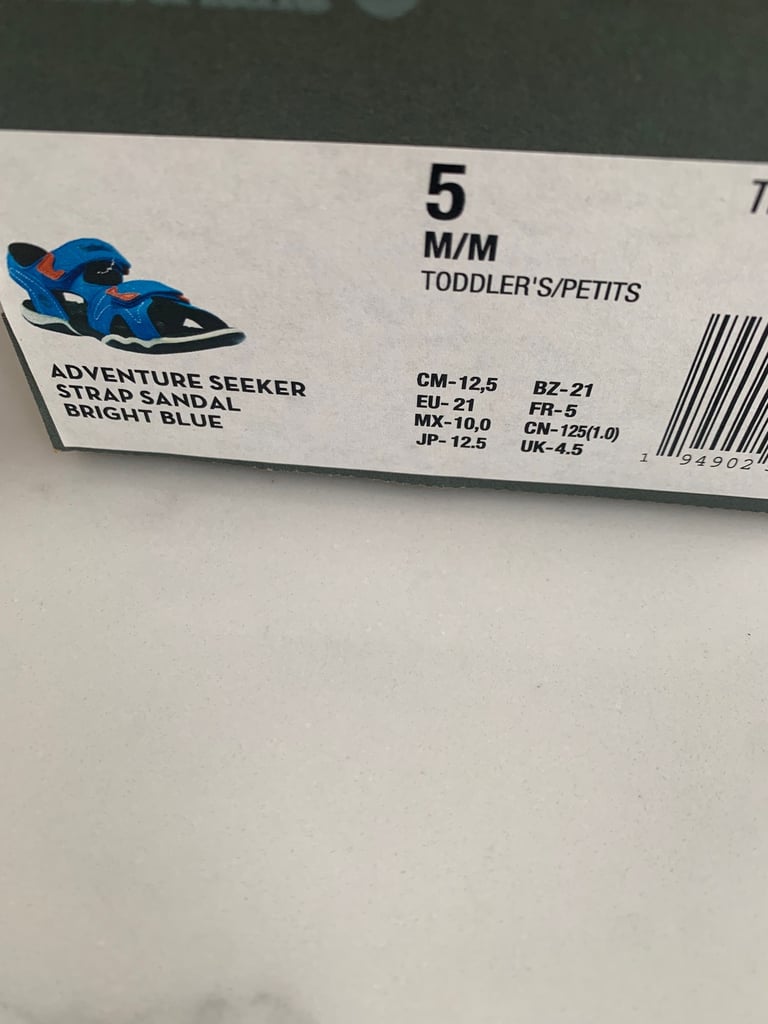 5
M/M
TODDLER'S/PETITS
ADVENTURE SEEKER
STRAP SANDAL
BRIGHT BLUE
CM-12,5 BZ-21
EU-21 FR-5
MX-10,0 CN-125(1.0)
JP-12.5 UK-4.5
1 94902